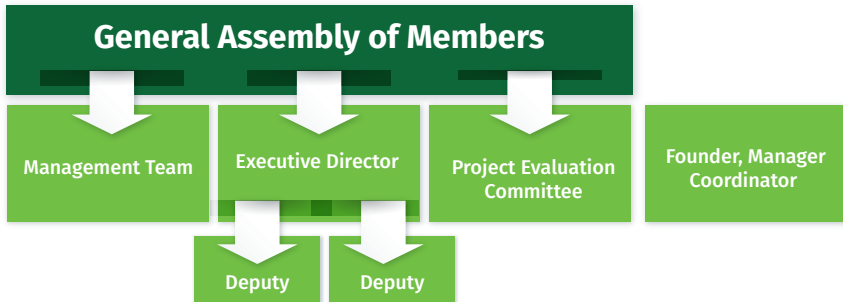 General Assembly of Members
Management Team
Executive Director
Project Evaluation
Committee
Founder, Manager
Coordinator
Deputy
Deputy